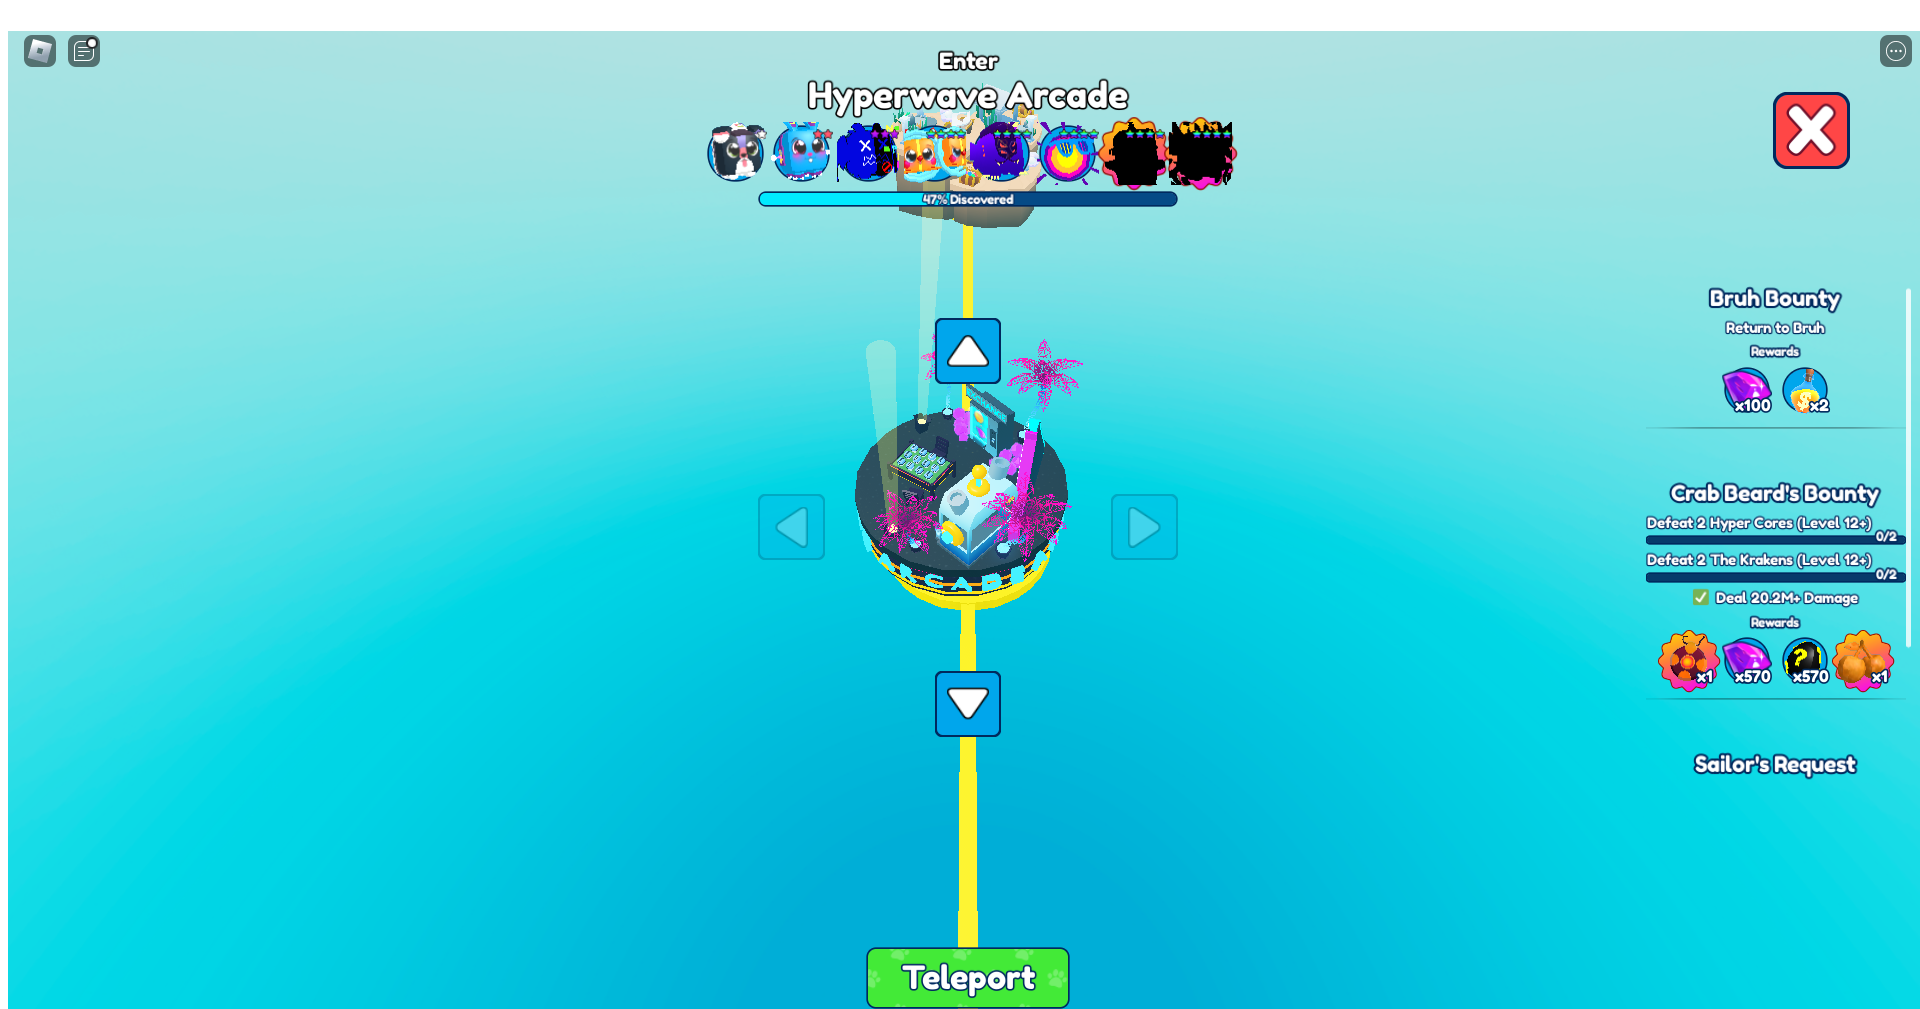 Enter
Hyperwave Arcade
47% Discovered
Bruh Bounty
Return to Bruh
Rewards
x100
x2
Crab Beard's Bounty
Defeat 2 Hyper Cores (Level 12+)
0/2
Defeat 2 The Krakens (Level 12+)
0/2
Deal 20.2M+ Damage
Rewards
x1
x570
x570
x1
Sailor's Request
ARCADE
Teleport